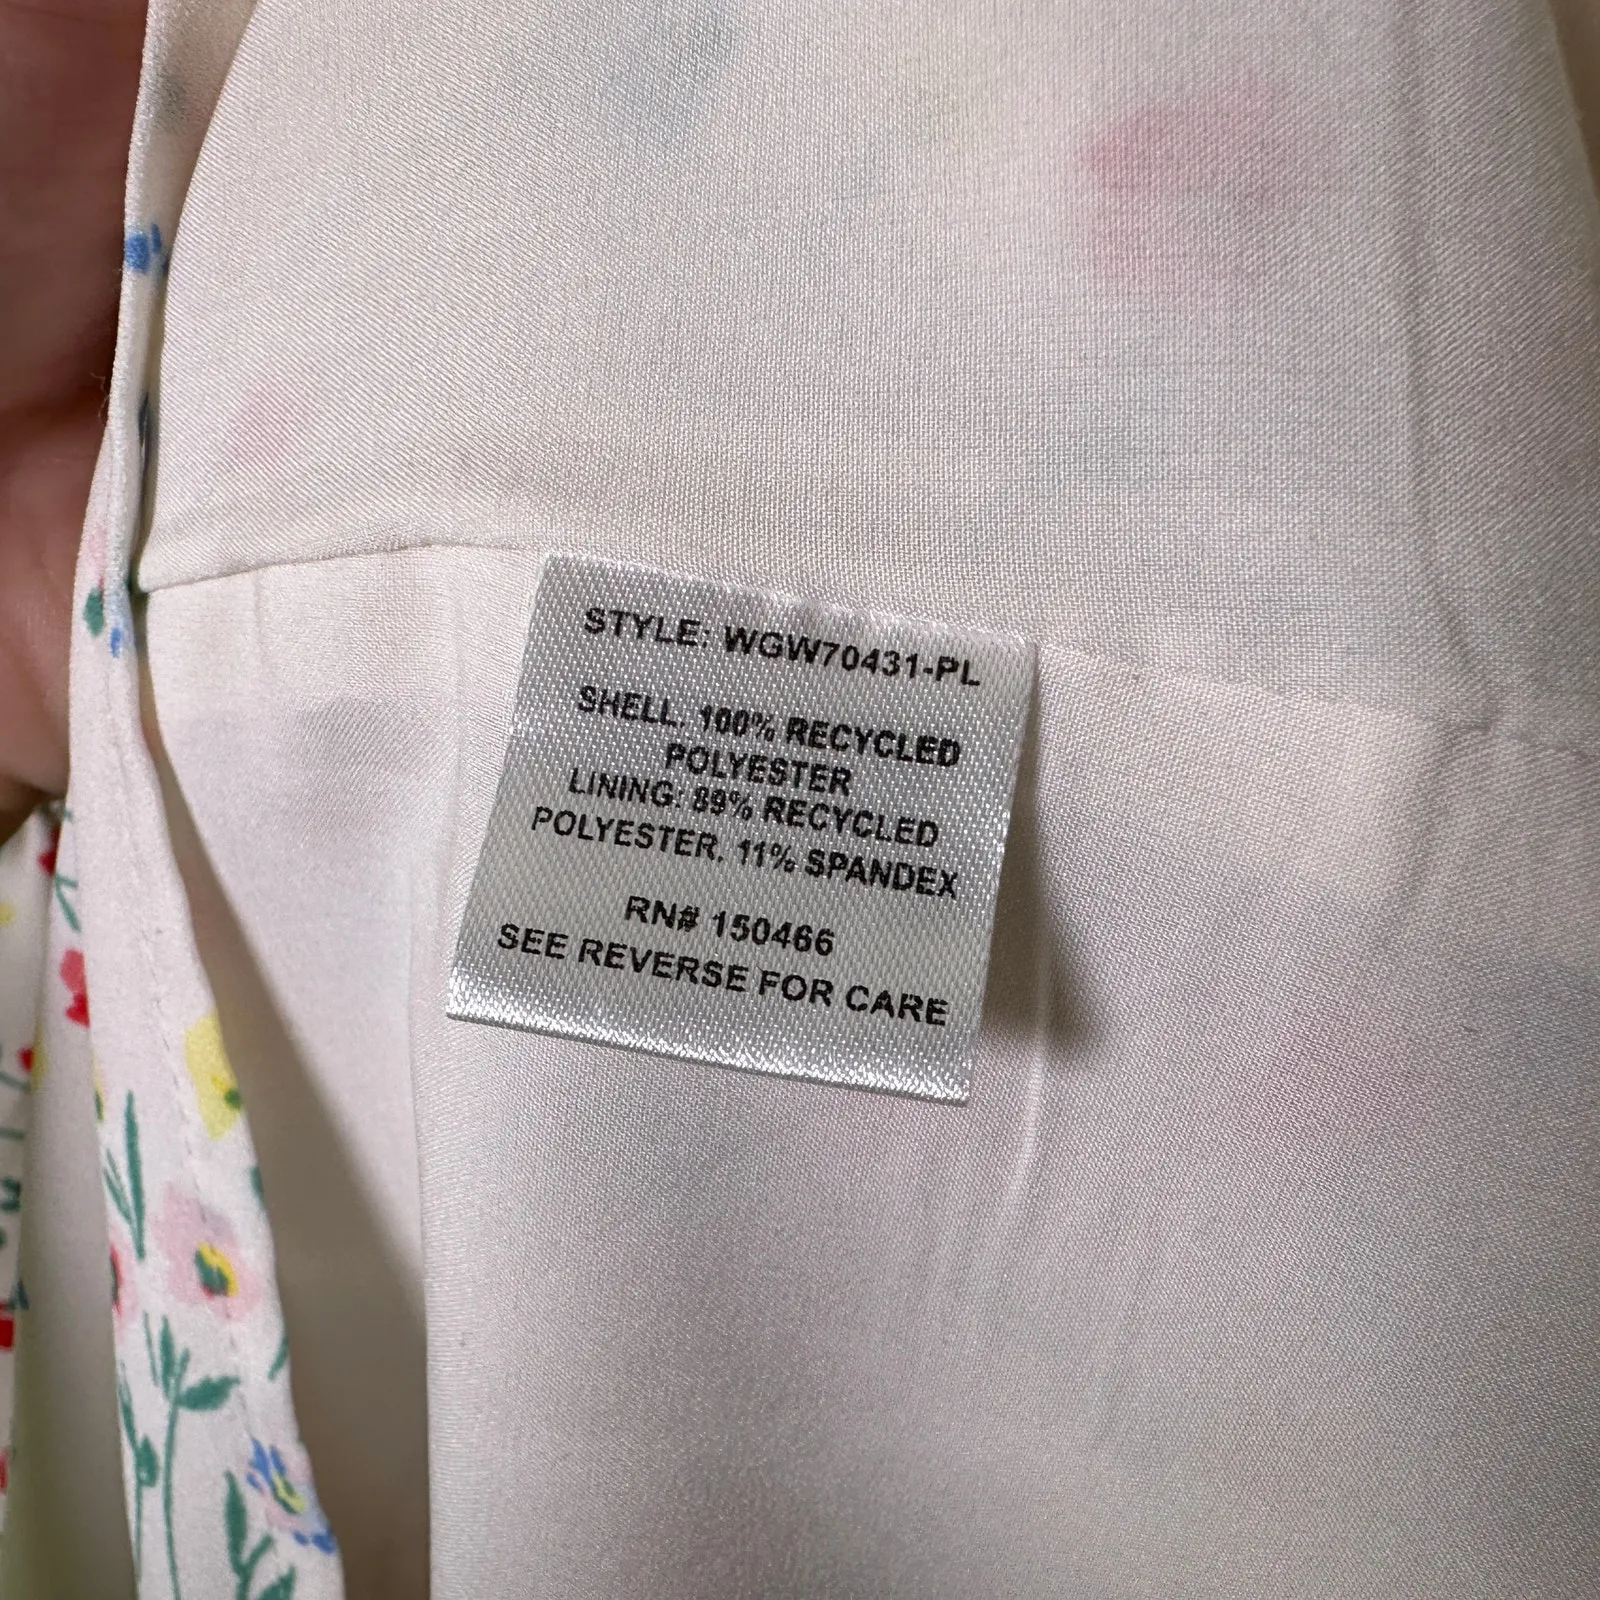 STYLE: WGW70431-PL
SHELL. 100% RECYCLED
POLYESTER
LINING: 89% RECYCLED
POLYESTER. 11% SPANDEX
RN# 150466
SEE REVERSE FOR CARE